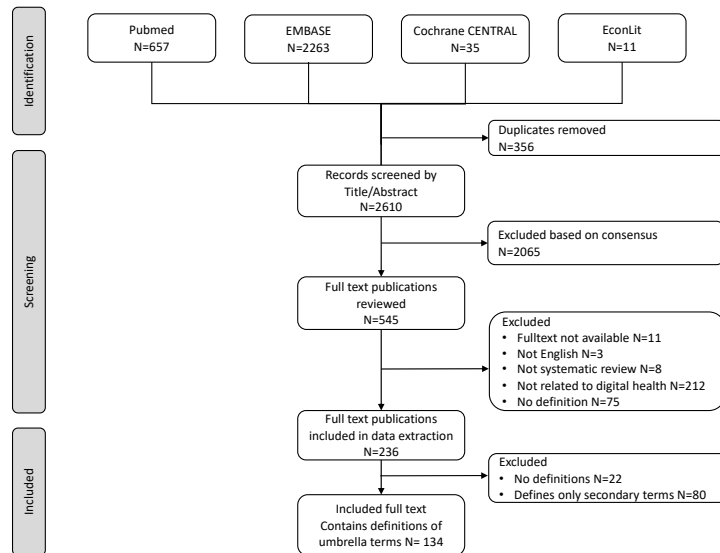 Identification
Pubmed
N=657
EMBASE
N=2263
Cochrane CENTRAL
N=35
EconLit
N=11
Duplicates removed
N=356
Screening
Records screened by
Title/Abstract
N=2610
Excluded based on consensus
N=2065
Full text publications
reviewed
N=545
Excluded
• Fulltext not available N=11
• Not English N=3
• Not systematic review N=8
• Not related to digital health N=212
• No definition N=75
Included
Full text publications
included in data extraction
N=236
Excluded
• No definitions N=22
• Defines only secondary terms N=80
Included full text
Contains definitions of
umbrella terms N= 134